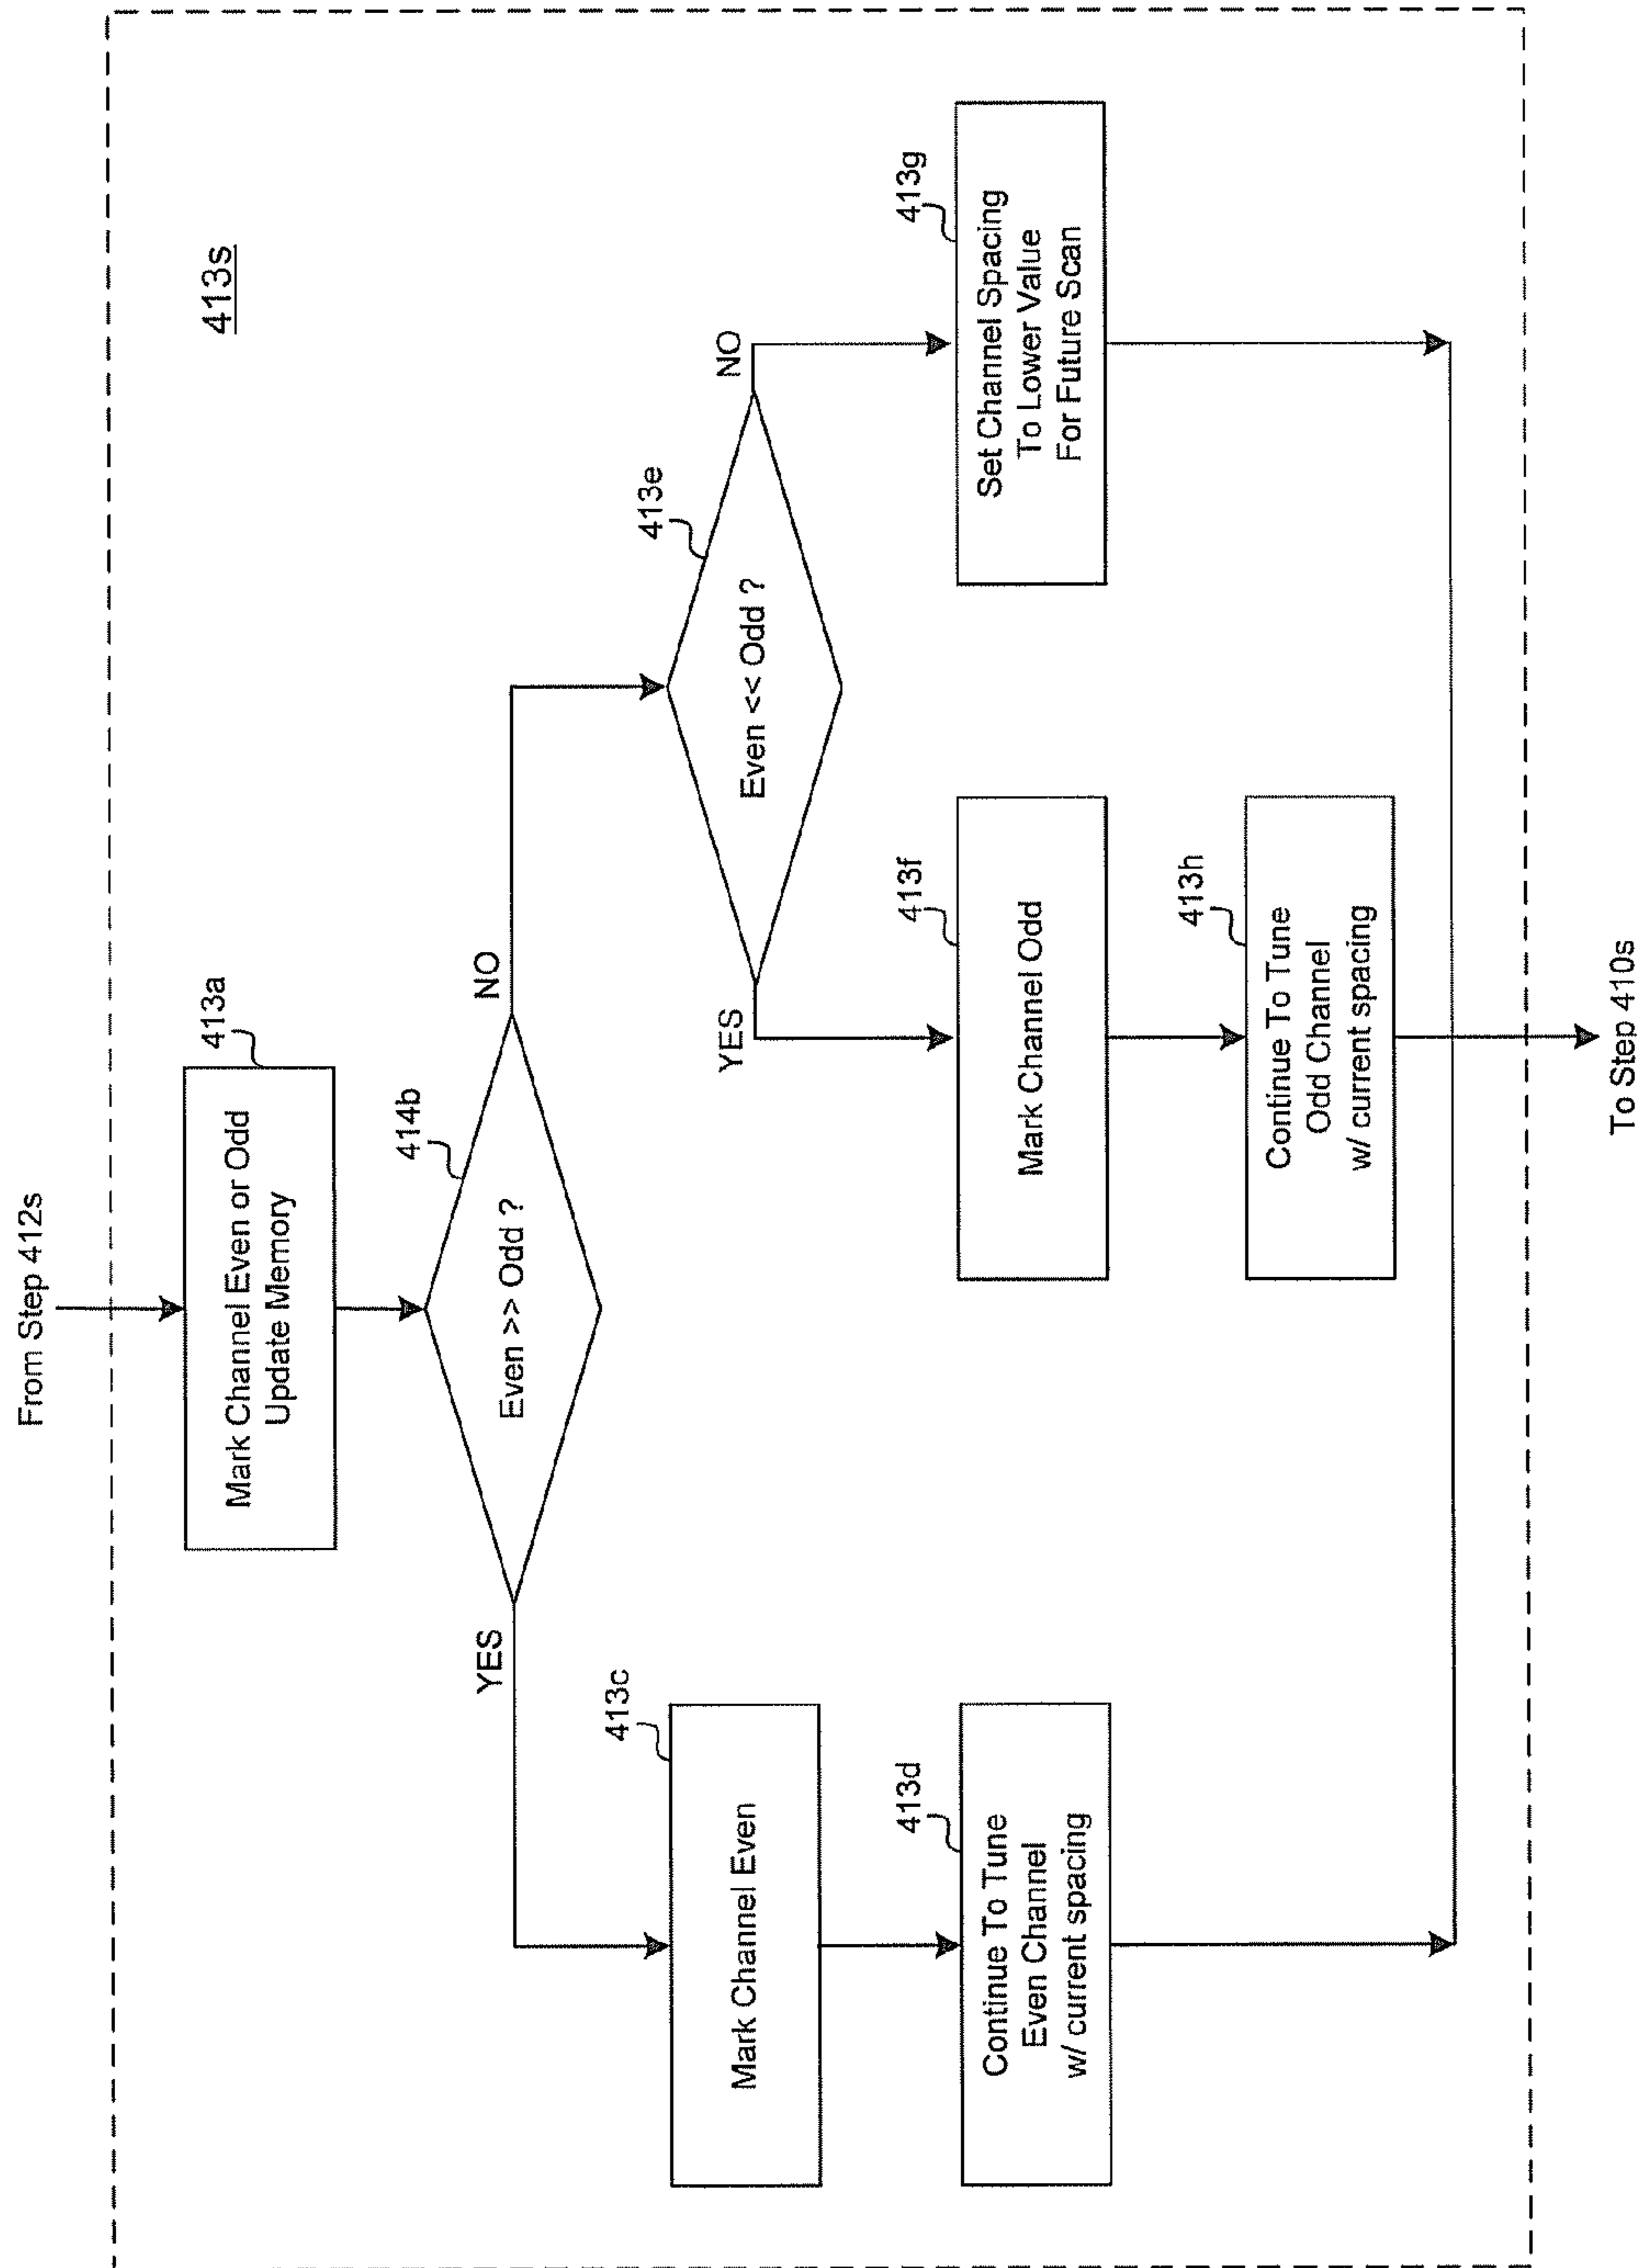 From Step 412s
413s
413a
Mark Channel Even or Odd
Update Memory
414b
Even >> Odd ?
YES
NO
413c
Mark Channel Even
413d
Continue To Tune
Even Channel
w/ current spacing
413e
Even << Odd ?
YES
NO
413f
Mark Channel Odd
413h
Continue To Tune
Odd Channel
w/ current spacing
413g
Set Channel Spacing
To Lower Value
For Future Scan
To Step 410s